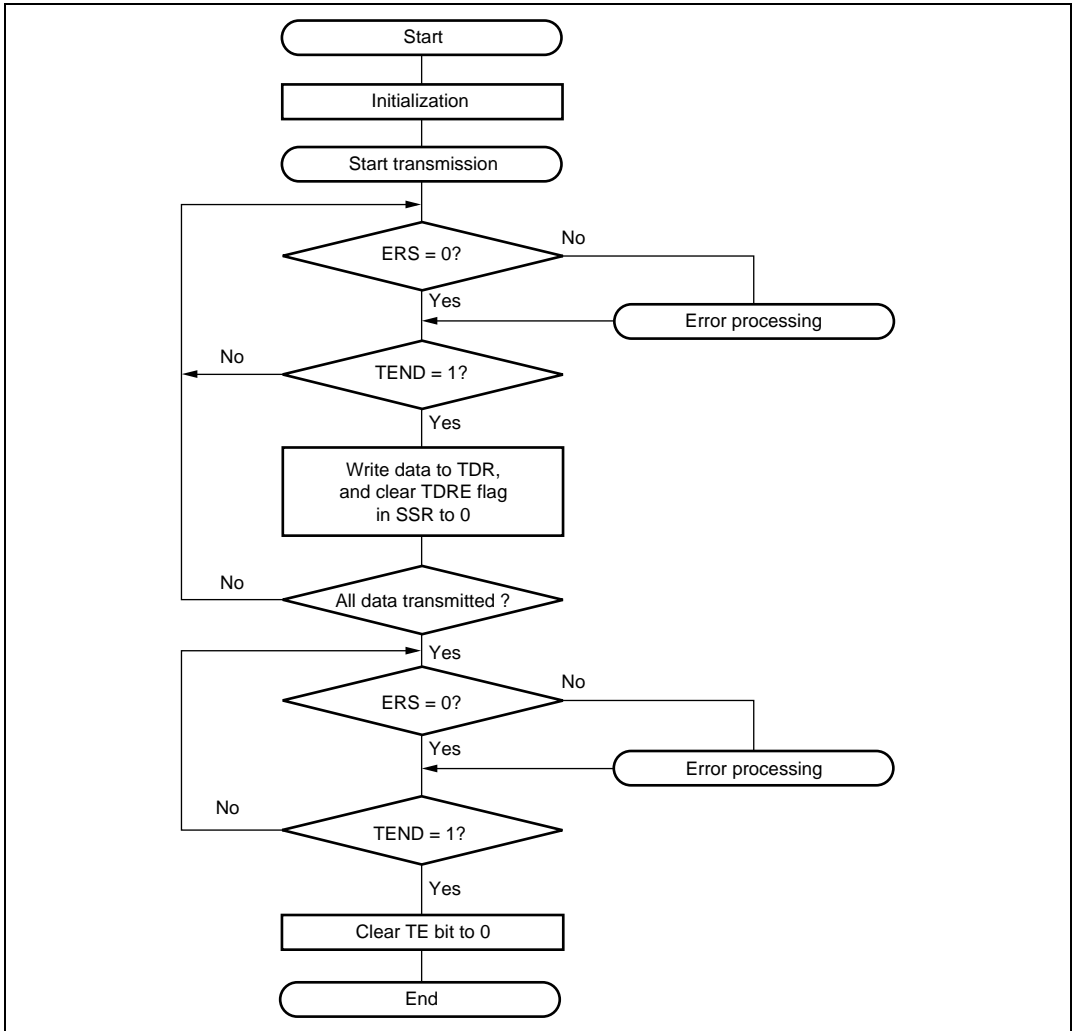 Start
Initialization
Start transmission
ERS = 0?
No
Yes
Error processing
No
TEND = 1?
Yes
Write data to TDR,
and clear TDRE flag
in SSR to 0
No
All data transmitted ?
Yes
No
ERS = 0?
Yes
Error processing
No
TEND = 1?
Yes
Clear TE bit to 0
End